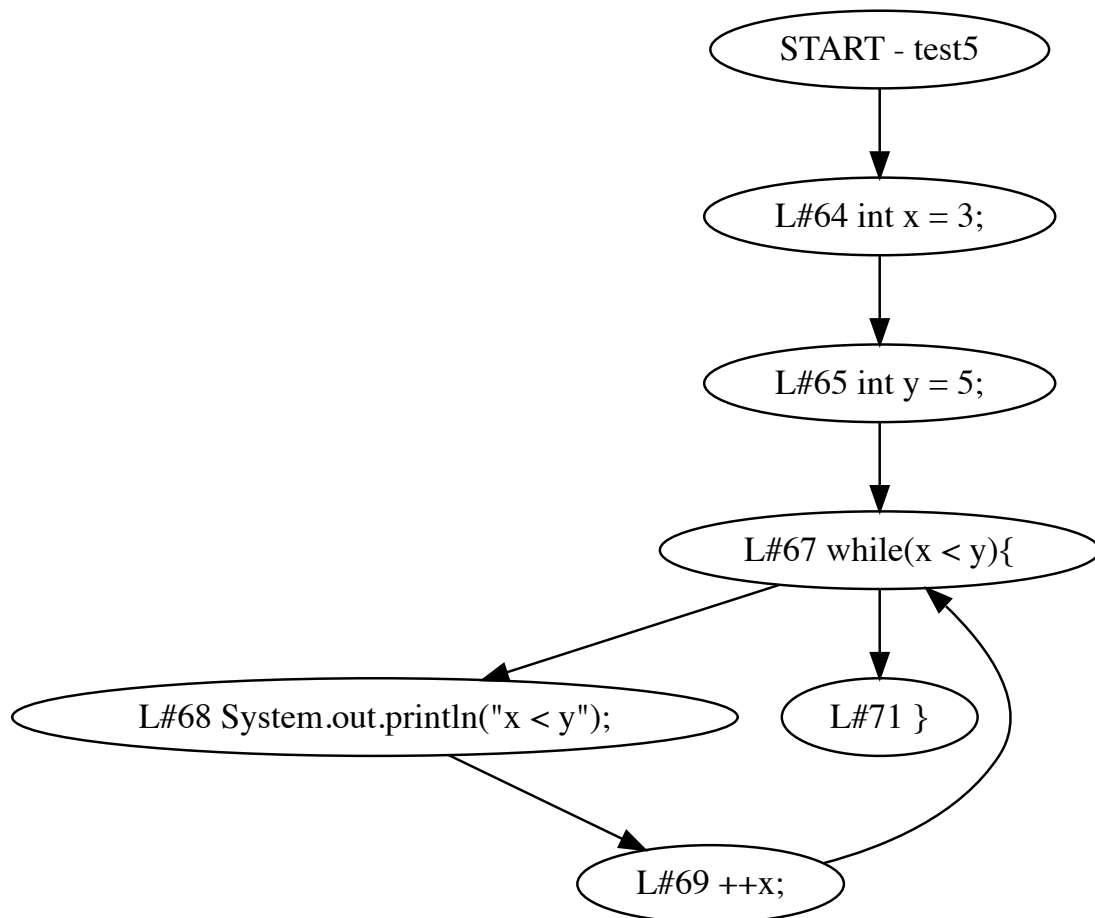 START - test5
L#64 int x = 3;
L#65 int y = 5;
L#67 while(x < y){
L#68 System.out.println("x < y");
L#71 }
L#69 ++x;